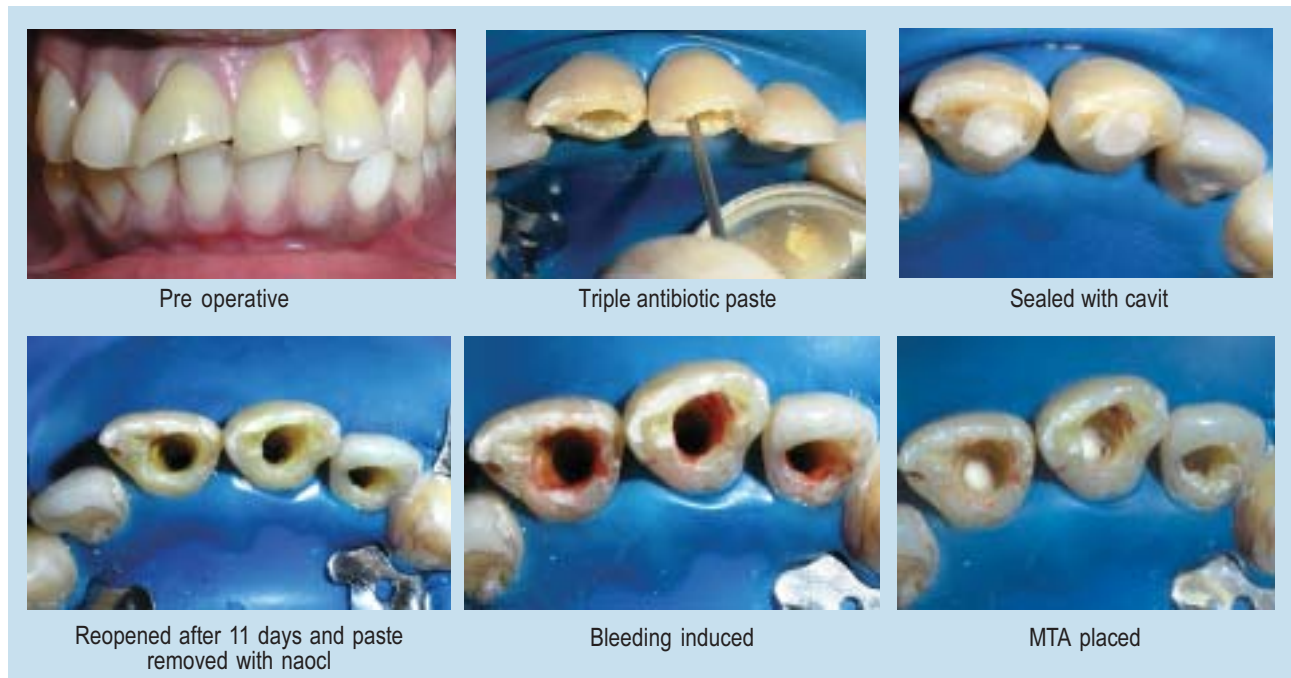 Pre operative
Triple antibiotic paste
Sealed with cavit
Reopened after 11 days and paste
removed with naocl
Bleeding induced
MTA placed